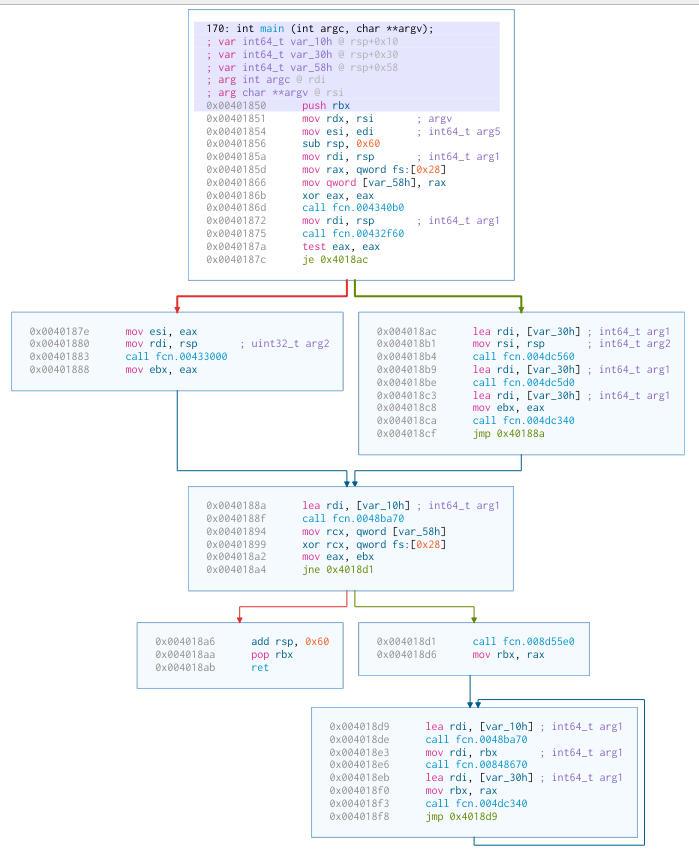 170: int main (int argc, char **argv);
; var int64_t var_10h @ rsp+0x10
; var int64_t var_30h @ rsp+0x30
; var int64_t var_58h @ rsp+0x58
; arg int argc @ rdi
; arg char **argv @ rsi
0x00401850 push rbx
0x00401851 mov rdx, rsi ; argv
0x00401854 mov esi, edi ; int64_t arg5
0x00401856 sub rsp, 0x60
0x0040185a mov rdi, rsp ; int64_t arg1
0x0040185d mov rax, qword fs:[0x28]
0x00401866 mov qword [var_58h], rax
0x0040186b xor eax, eax
0x0040186d call fcn.004340b0
0x00401872 mov rdi, rsp ; int64_t arg1
0x00401875 call fcn.00432f60
0x0040187a test eax, eax
0x0040187c je 0x4018ac
0x0040187e mov esi, eax
0x00401880 mov rdi, rsp ; uint32_t arg2
0x00401883 call fcn.00433000
0x00401888 mov ebx, eax
0x004018ac lea rdi, [var_30h] ; int64_t arg1
0x004018b1 mov rsi, rsp ; int64_t arg2
0x004018b4 call fcn.004dc560
0x004018b9 lea rdi, [var_30h] ; int64_t arg1
0x004018be call fcn.004dc5d0
0x004018c3 lea rdi, [var_30h] ; int64_t arg1
0x004018c8 mov ebx, eax
0x004018ca call fcn.004dc340
0x004018cf jmp 0x40188a
0x0040188a lea rdi, [var_10h] ; int64_t arg1
0x0040188f call fcn.0048ba70
0x00401894 mov rcx, qword [var_58h]
0x00401899 xor rcx, qword fs:[0x28]
0x004018a2 mov eax, ebx
0x004018a4 jne 0x4018d1
0x004018a6 add rsp, 0x60
0x004018aa pop rbx
0x004018ab ret
0x004018d1 call fcn.008d55e0
0x004018d6 mov rbx, rax
0x004018d9 lea rdi, [var_10h] ; int64_t arg1
0x004018de call fcn.0048ba70
0x004018e3 mov rdi, rbx ; int64_t arg1
0x004018e6 call fcn.00848670
0x004018eb lea rdi, [var_30h] ; int64_t arg1
0x004018f0 mov rbx, rax
0x004018f3 call fcn.004dc340
0x004018f8 jmp 0x4018d9